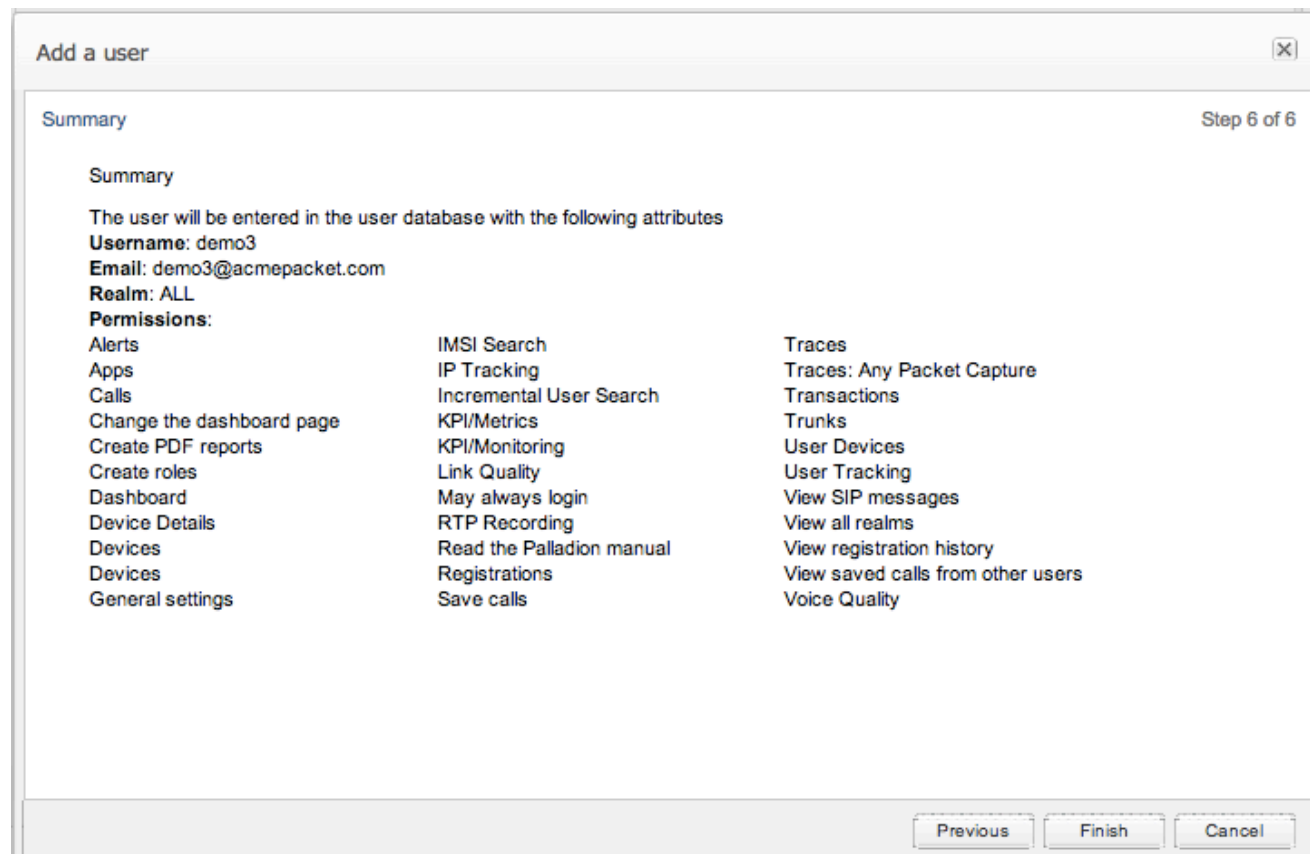 Add a user
Summary
Step 6 of 6
Summary
The user will be entered in the user database with the following attributes
Username: demo3
Email: demo3@acmepacket.com
Realm: ALL
Permissions:
Alerts IMSI Search Traces
Apps IP Tracking Traces: Any Packet Capture
Calls Incremental User Search Transactions
Change the dashboard page KPI/Metrics Trunks
Create PDF reports KPI/Monitoring User Devices
Create roles Link Quality User Tracking
Dashboard May always login View SIP messages
Device Details RTP Recording View all realms
Devices Read the Palladion manual View registration history
Devices Registrations View saved calls from other users
General settings Save calls Voice Quality
Previous Finish Cancel